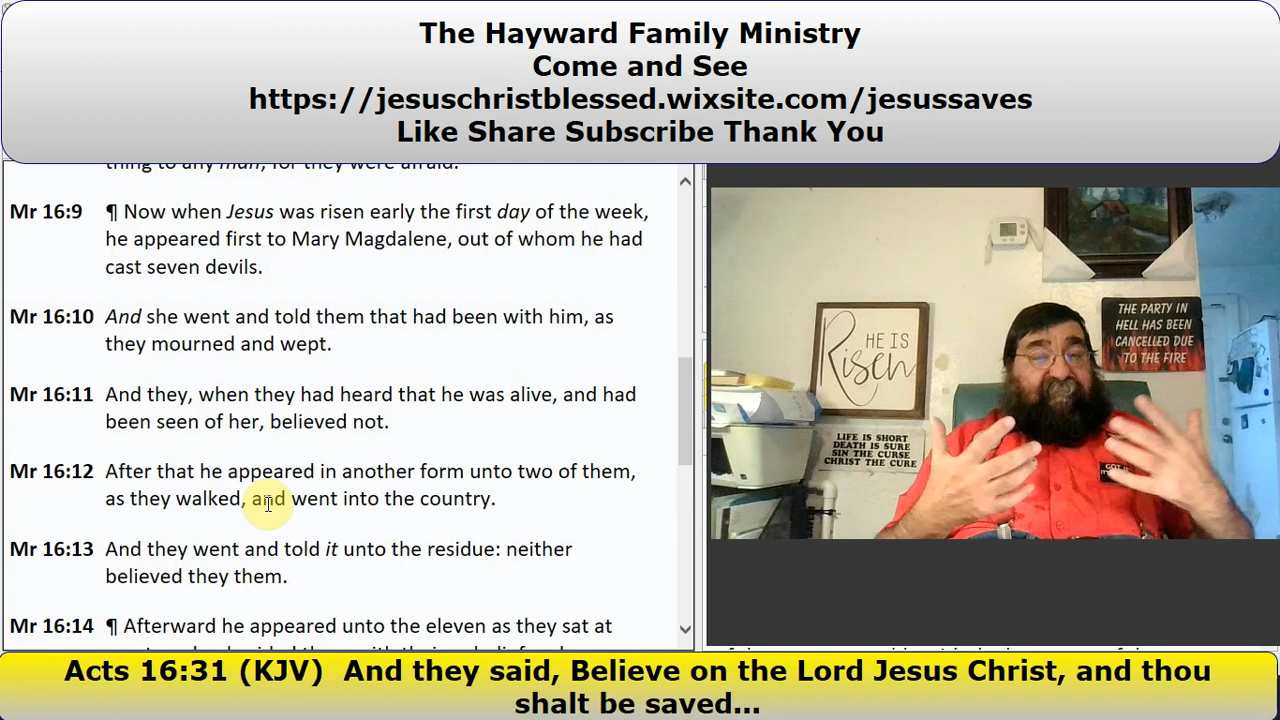 The Hayward Family Ministry
Come and See
https://jesuschristblessed.wixsite.com/jesussaves
Like Share Subscribe Thank You
thing to any man; for they were afraid.
Mr 16:9 ¶ Now when Jesus was risen early the first day of the week,
he appeared first to Mary Magdalene, out of whom he had
cast seven devils.
Mr 16:10 And she went and told them that had been with him, as
they mourned and wept.
Mr 16:11 And they, when they had heard that he was alive, and had
been seen of her, believed not.
Mr 16:12 After that he appeared in another form unto two of them,
as they walked, and went into the country.
Mr 16:13 And they went and told it unto the residue: neither
believed they them.
Mr 16:14 ¶ Afterward he appeared unto the eleven as they sat at
HE IS
Risen
THE PARTY IN
HELL HAS BEEN
CANCELLED DUE
TO THE FIRE
LIFE IS SHORT
DEATH IS SURE
SIN THE CURSE
CHRIST THE CURE
GOT
Acts 16:31 (KJV) And they said, Believe on the Lord Jesus Christ, and thou
shalt be saved...